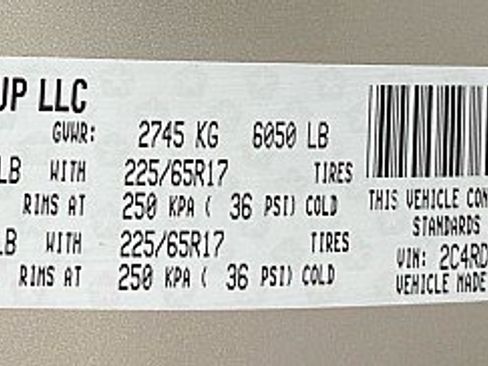 UP LLC
GVWR: 2745 KG 6050 LB
LB WITH 225/65R17 TIRES
RIMS AT 250 KPA ( 36 PSI) COLD
LB WITH 225/65R17 TIRES
RIMS AT 250 KPA ( 36 PSI) COLD
THIS VEHICLE CON
STANDARDS
VIN: 2C4RD
VEHICLE MADE